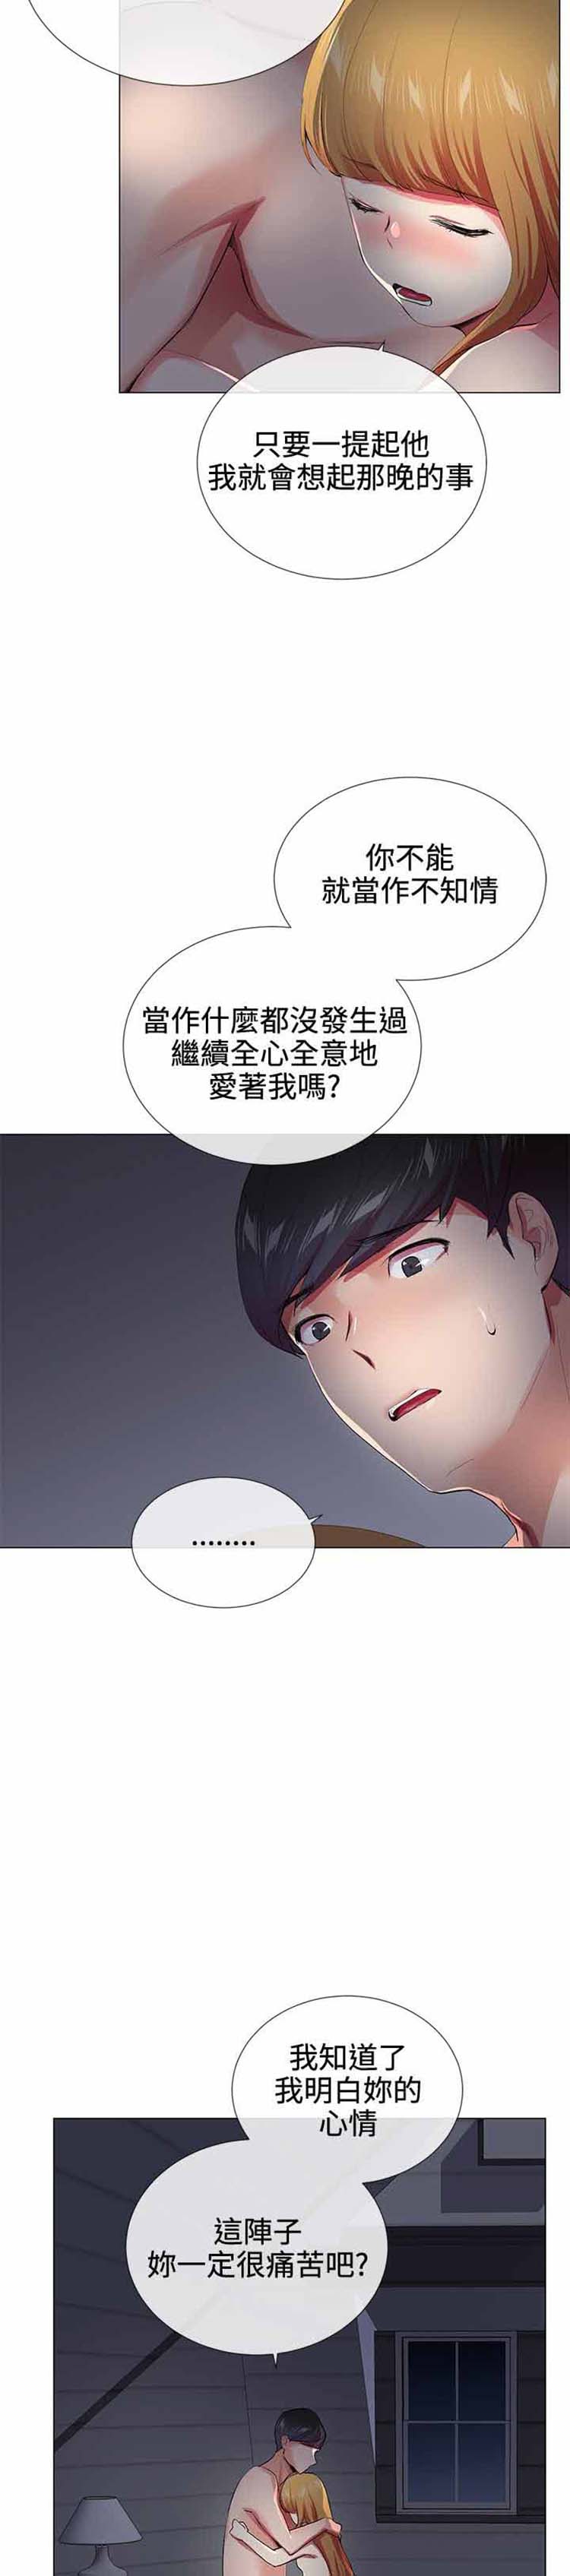 只要一提起他
我就會想起那晚的事
你不能
就當作不知情
當作什麼都沒發生過
繼續全心全意地
愛著我嗎?
........
我知道了
我明白妳的
心情
這陣子
妳一定很痛苦吧?